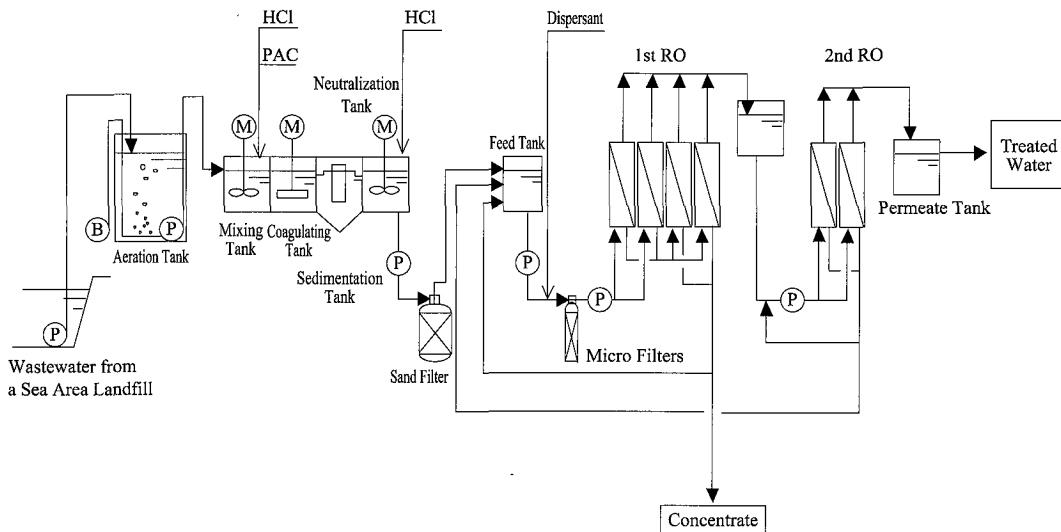 HCl
PAC
HCl
Neutralization
Tank
Dispersant
1st RO
2nd RO
M
M
M
Feed Tank
B
P
Aeration Tank
Mixing
Tank
Coagulating
Tank
Sedimentation
Tank
P
Sand Filter
P
P
Micro Filters
P
Permeate Tank
Treated
Water
P
Wastewater from
a Sea Area Landfill
Concentrate